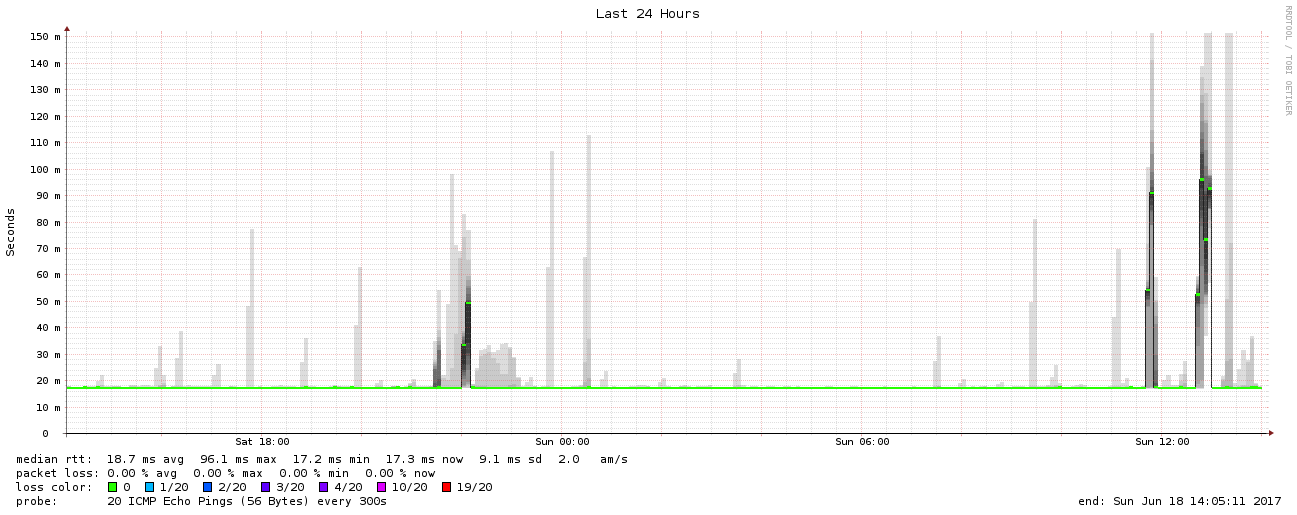 Last 24 Hours
RRDTOOL / TOBI OETIKER
Seconds
150 m
140 m
130 m
120 m
110 m
100 m
90 m
80 m
70 m
60 m
50 m
40 m
30 m
20 m
10 m
0
Sat 18:00 Sun 00:00 Sun 06:00 Sun 12:00
median rtt: 18.7 ms avg 96.1 ms max 17.2 ms min 17.3 ms now 9.1 ms sd 2.0 am/s
packet loss: 0.00 % avg 0.00 % max 0.00 % min 0.00 % now
loss color: 0 1/20 2/20 3/20 4/20 10/20 19/20
probe: 20 ICMP Echo Pings (56 Bytes) every 300s end: Sun Jun 18 14:05:11 2017